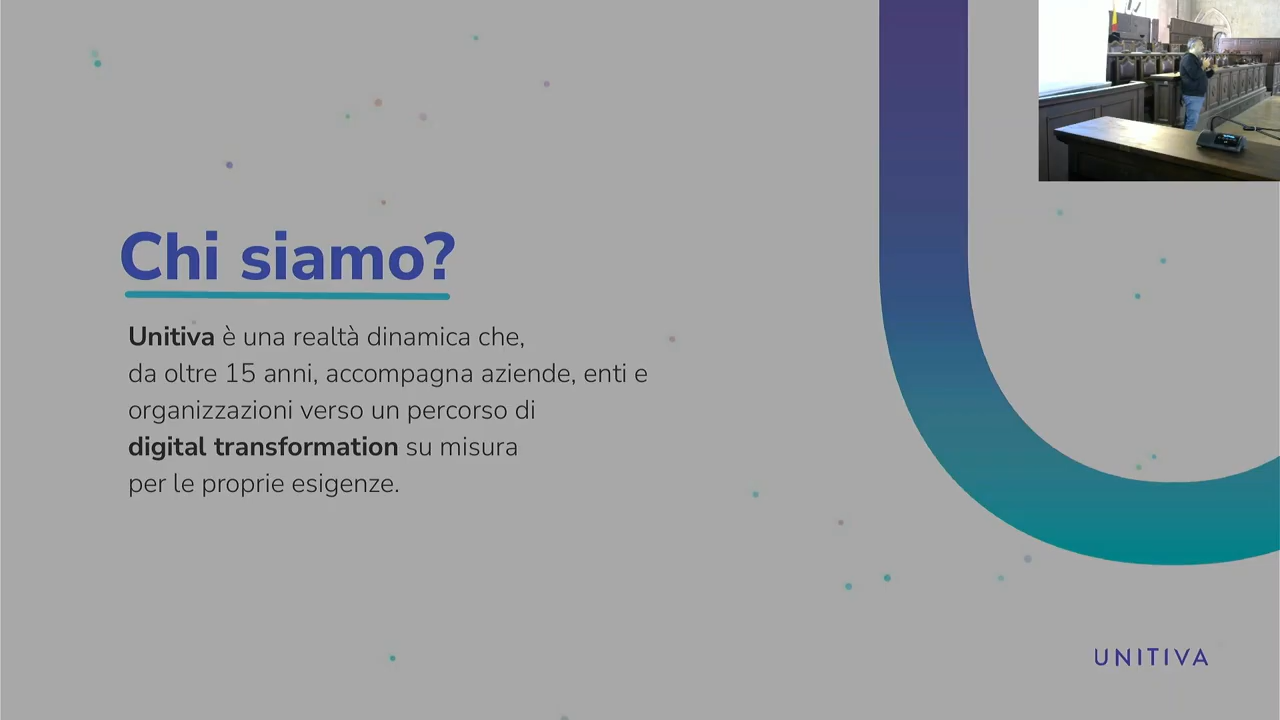 Chi siamo?
Unitiva è una realtà dinamica che,
da oltre 15 anni, accompagna aziende, enti e
organizzazioni verso un percorso di
digital transformation su misura
per le proprie esigenze.
UNITIVA